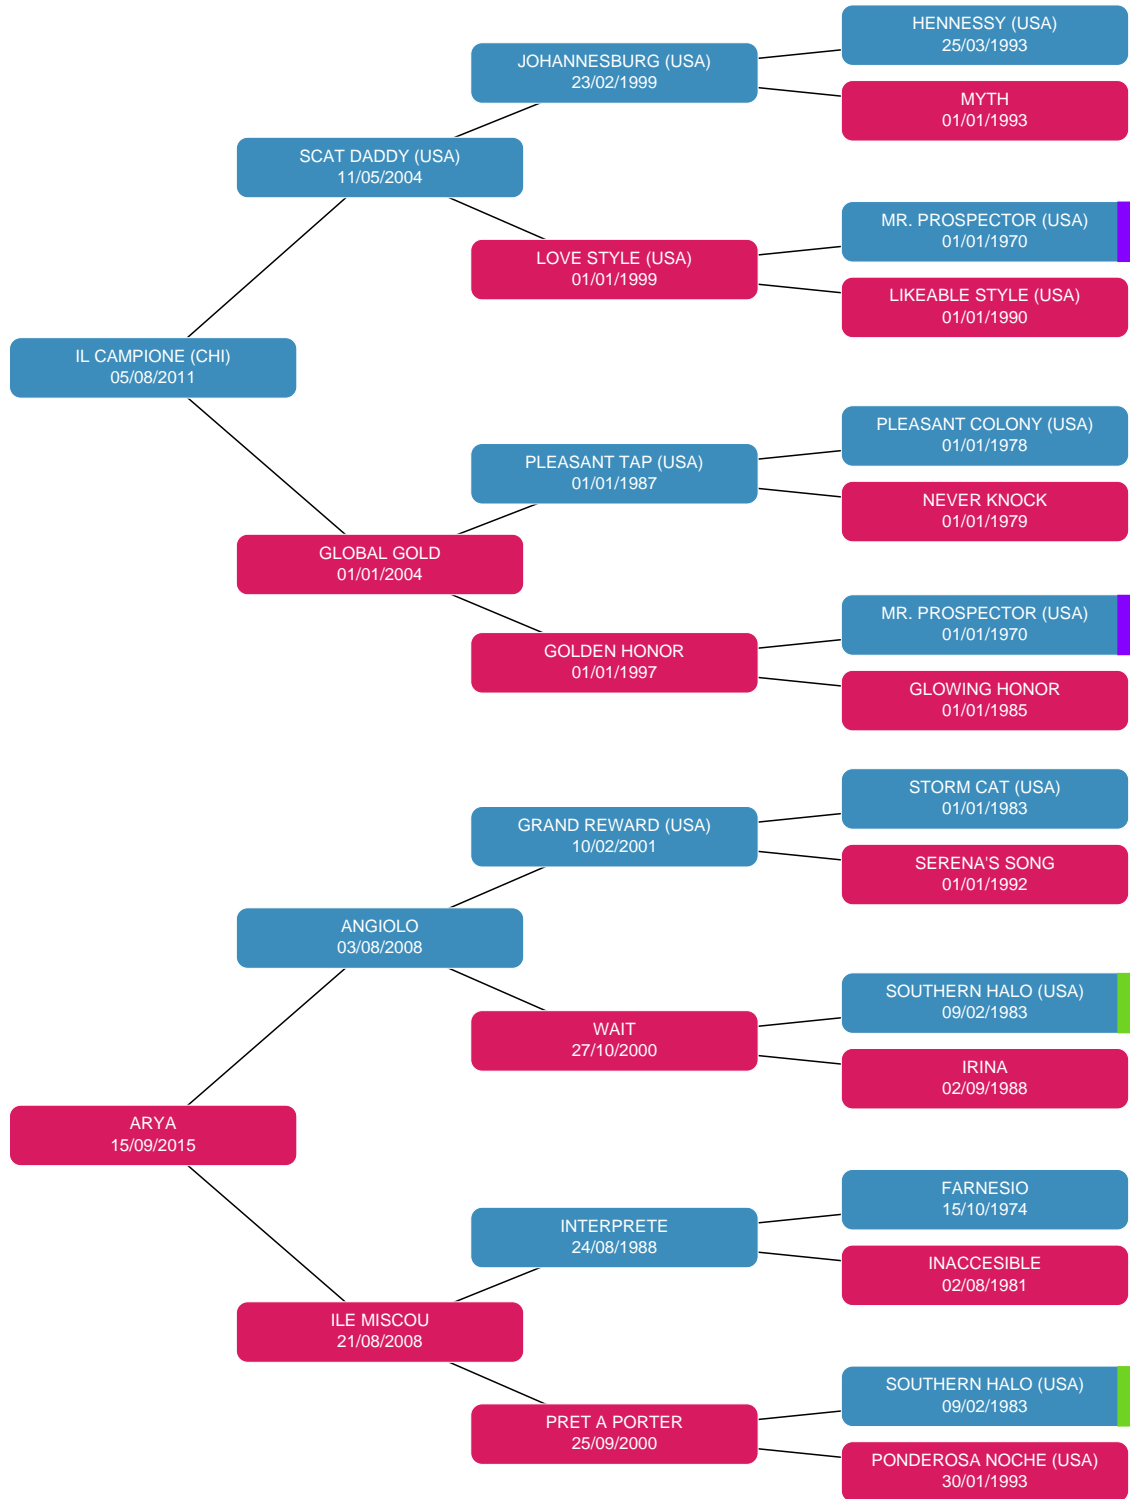 HENNESSY (USA)
25/03/1993
JOHANNESBURG (USA)
23/02/1999
MYTH
01/01/1993
SCAT DADDY (USA)
11/05/2004
MR. PROSPECTOR (USA)
01/01/1970
LOVE STYLE (USA)
01/01/1999
LIKEABLE STYLE (USA)
01/01/1990
IL CAMPIONE (CHI)
05/08/2011
PLEASANT COLONY (USA)
01/01/1978
PLEASANT TAP (USA)
01/01/1987
NEVER KNOCK
01/01/1979
GLOBAL GOLD
01/01/2004
MR. PROSPECTOR (USA)
01/01/1970
GOLDEN HONOR
01/01/1997
GLOWING HONOR
01/01/1985
STORM CAT (USA)
01/01/1983
GRAND REWARD (USA)
10/02/2001
SERENA'S SONG
01/01/1992
ANGIOLO
03/08/2008
SOUTHERN HALO (USA)
09/02/1983
WAIT
27/10/2000
IRINA
02/09/1988
ARYA
15/09/2015
FARNESIO
15/10/1974
INTERPRETE
24/08/1988
INACCESIBLE
02/08/1981
ILE MISCOU
21/08/2008
SOUTHERN HALO (USA)
09/02/1983
PRET A PORTER
25/09/2000
PONDEROSA NOCHE (USA)
30/01/1993